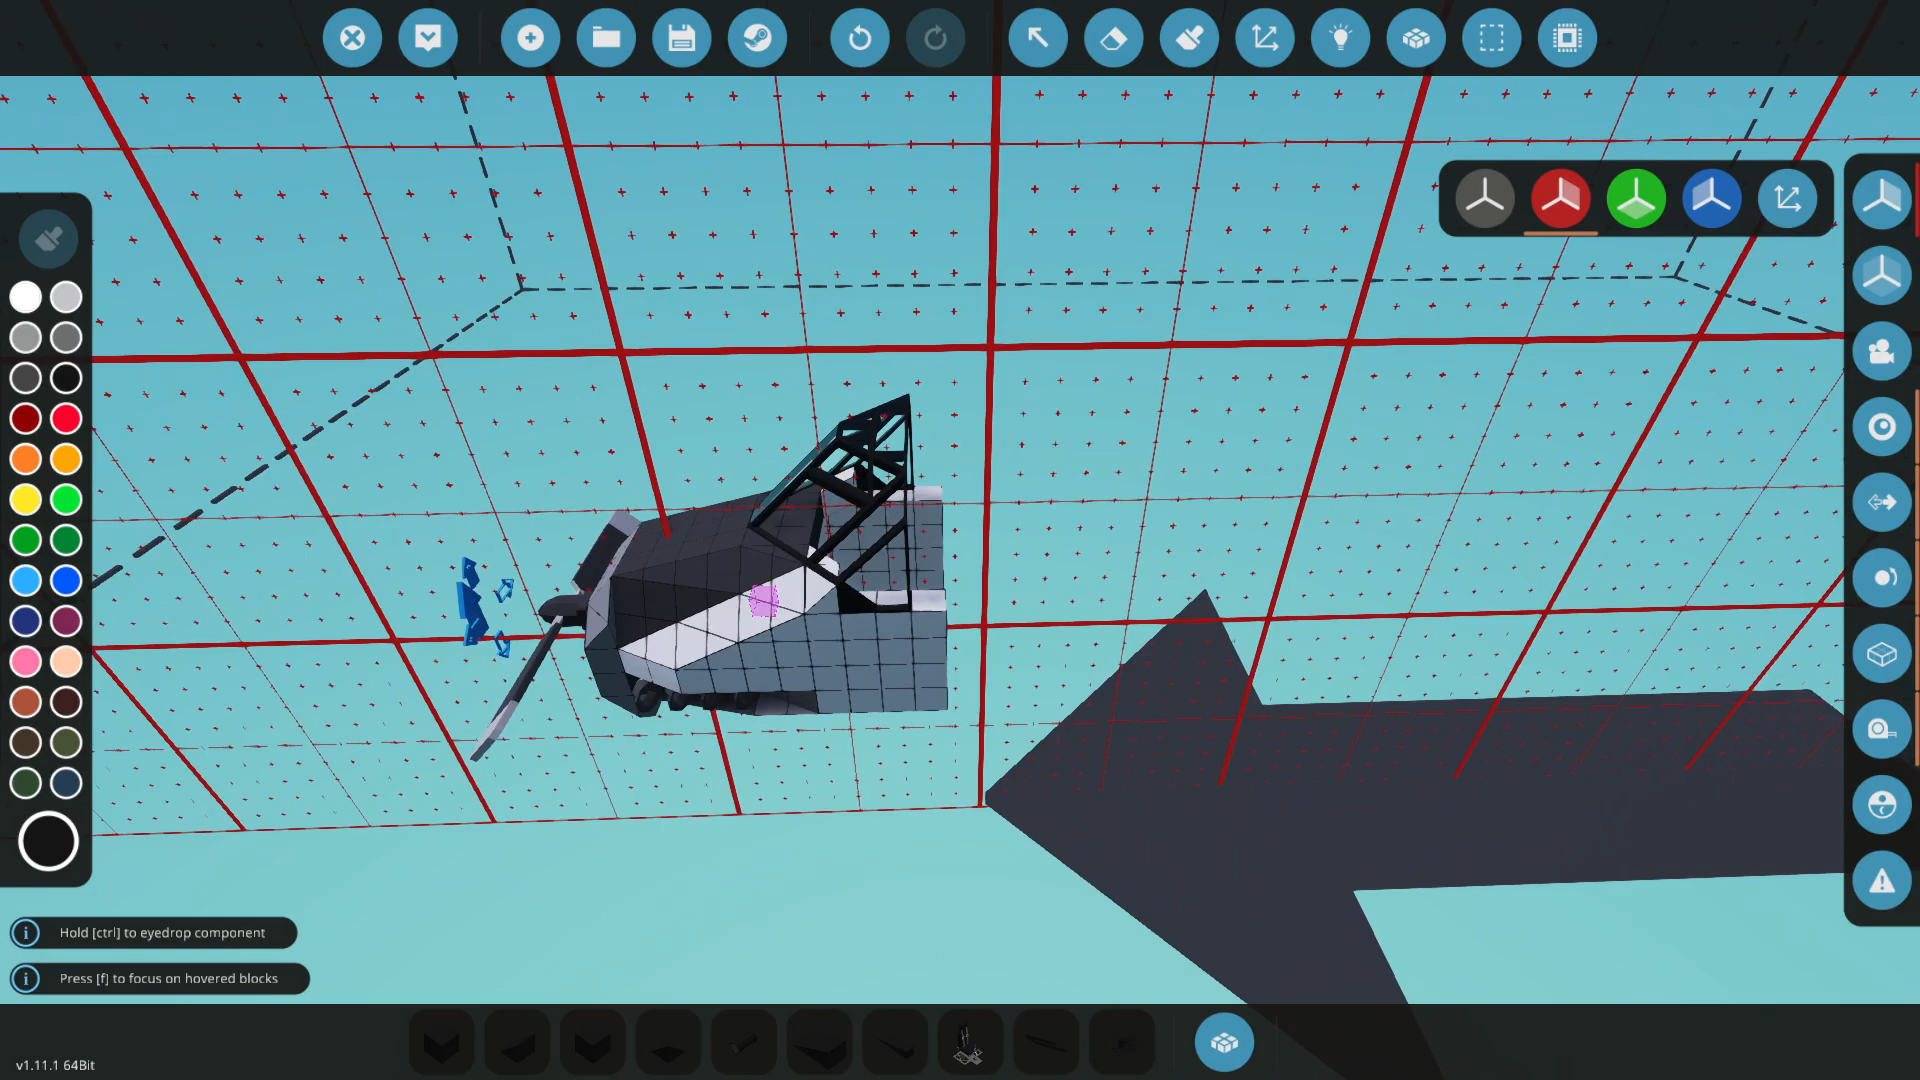 Hold [ctrl] to eyedrop component
Press [f] to focus on hovered blocks
v1.11.1 64Bit